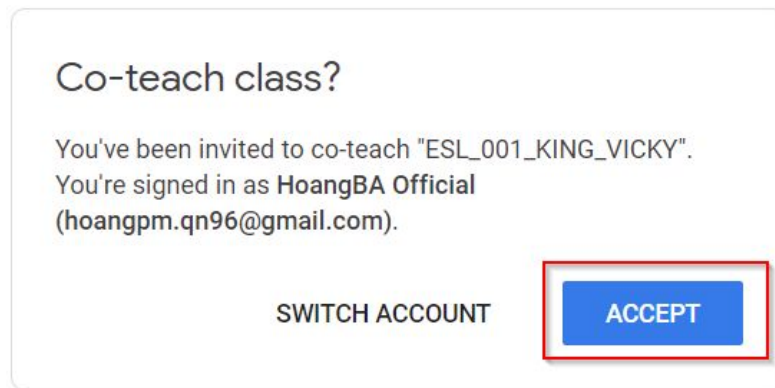 Co-teach class?
You've been invited to co-teach "ESL_001_KING_VICKY".
You're signed in as HoangBA Official
(hoangpm.qn96@gmail.com).
SWITCH ACCOUNT ACCEPT